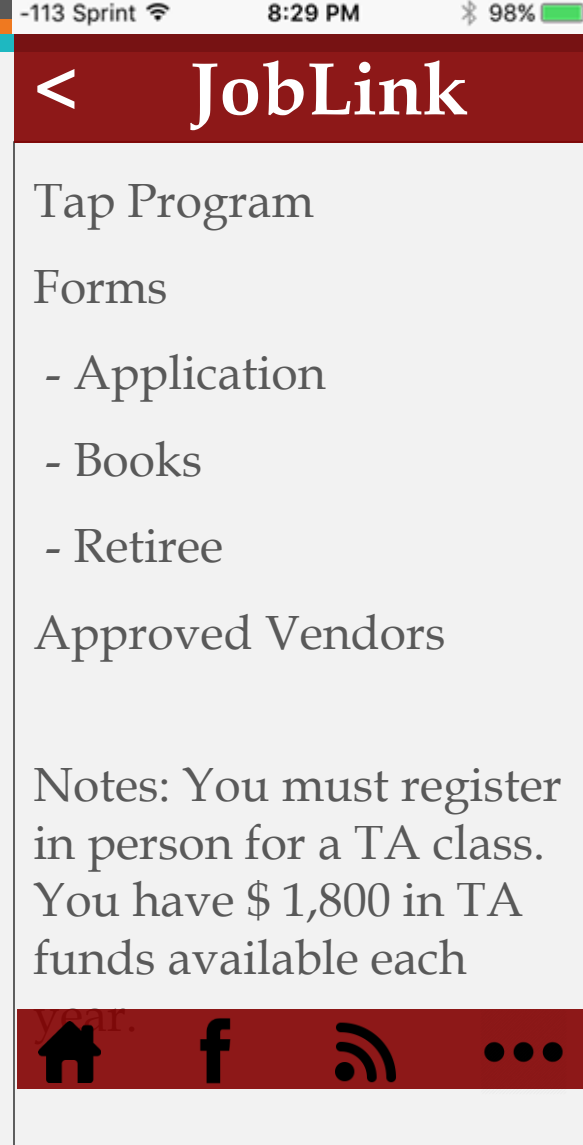 -113 Sprint 8:29 PM 98%
< JobLink
Tap Program
Forms
- Application
- Books
- Retiree
Approved Vendors
Notes: You must register
in person for a TA class.
You have $ 1,800 in TA
funds available each
year.